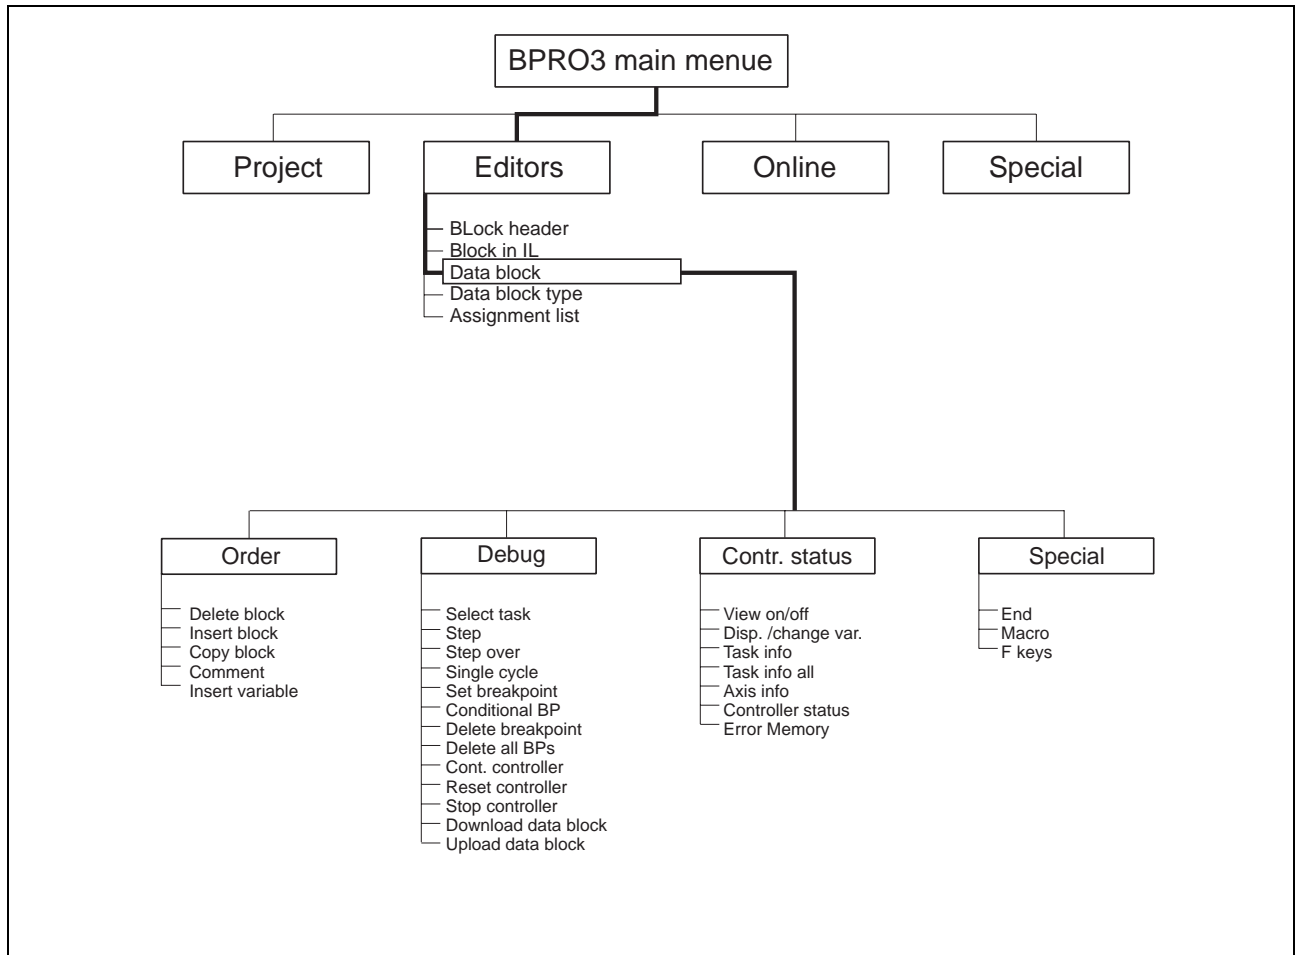 BPRO3 main menue
Project
Editors
Online
Special
BLock header
Block in IL
Data block
Data block type
Assignment list
Order
Debug
Contr. status
Special
Delete block
Insert block
Copy block
Comment
Insert variable
Select task
Step
Step over
Single cycle
Set breakpoint
Conditional BP
Delete breakpoint
Delete all BPs
Cont. controller
Reset controller
Stop controller
Download data block
Upload data block
View on/off
Disp. /change var.
Task info
Task info all
Axis info
Controller status
Error Memory
End
Macro
F keys